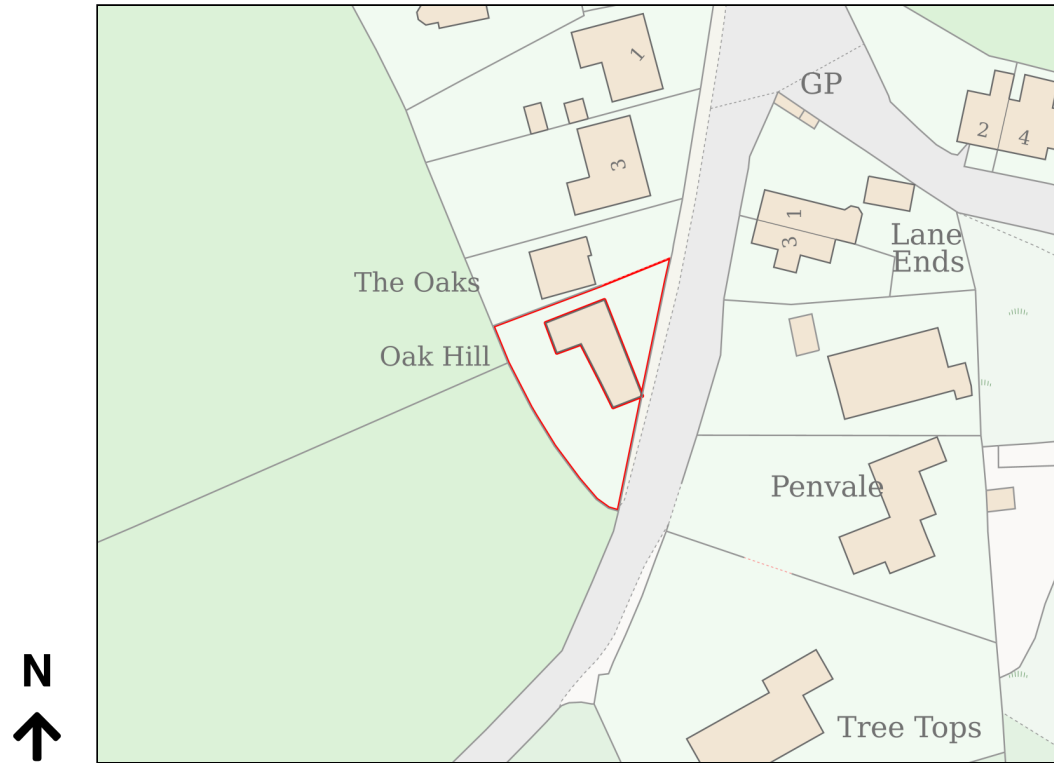 1
GP
2
4
3
1
3
Lane
Ends
The Oaks
Oak Hill
Penvale
N
Tree Tops